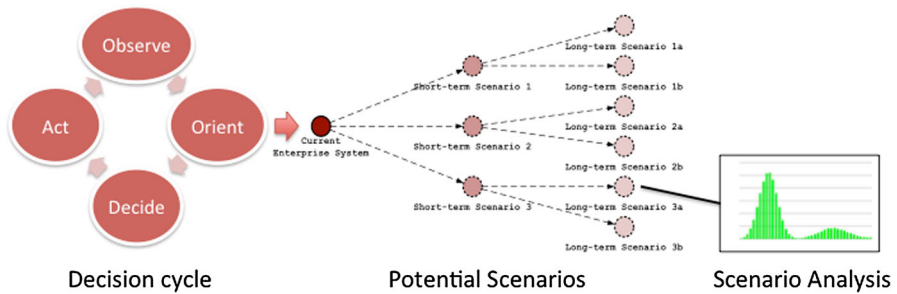 Observe
Act
Orient
Decide
Decision cycle
Current
Enterprise System
Short-term Scenario 1
Short-term Scenario 2
Short-term Scenario 3
Long-term Scenario 1a
Long-term Scenario 1b
Long-term Scenario 2a
Long-term Scenario 2b
Long-term Scenario 3a
Long-term Scenario 3b
Potential Scenarios
Scenario Analysis